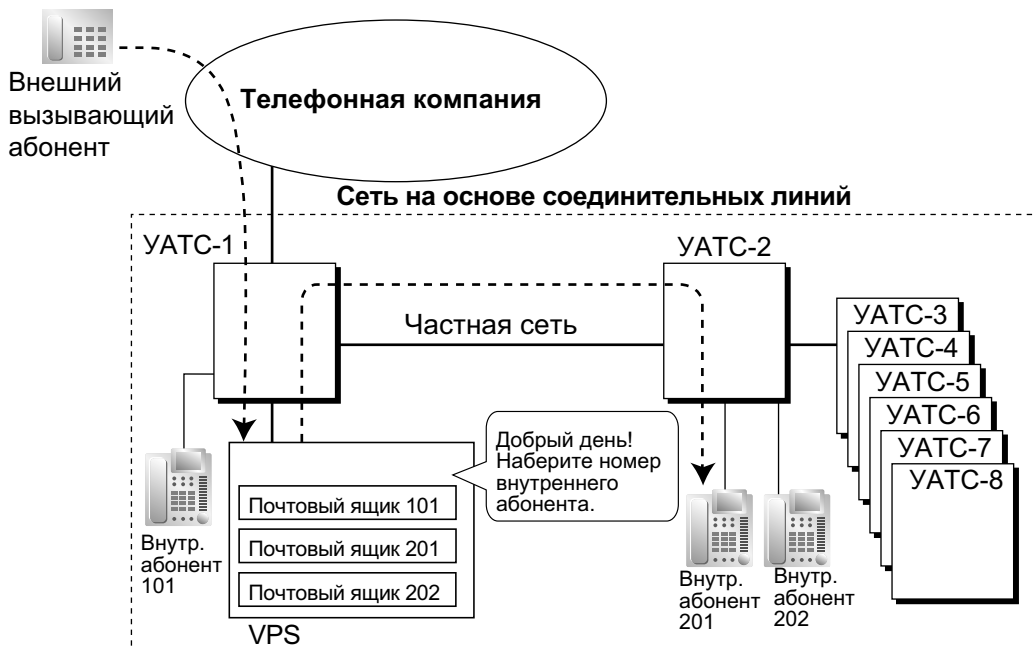 Внешний
вызывающий
абонент
Телефонная компания
Сеть на основе соединительных линий
УАТС-1
УАТС-2
Частная сеть
УАТС-3
УАТС-4
УАТС-5
УАТС-6
УАТС-7
УАТС-8
Добрый день!
Наберите номер
внутреннего
абонента.
Почтовый ящик 101
Почтовый ящик 201
Почтовый ящик 202
VPS
Внутр.
абонент
101
Внутр.
абонент
201
Внутр.
абонент
202